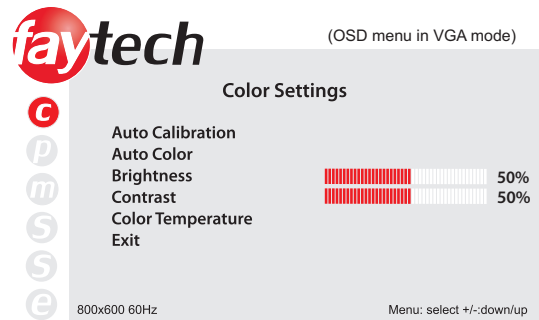 faytech
(OSD menu in VGA mode)
Color Settings
c
p
m
s
s
e
Auto Calibration
Auto Color
Brightness 50%
Contrast 50%
Color Temperature
Exit
800x600 60Hz Menu: select +/-:down/up